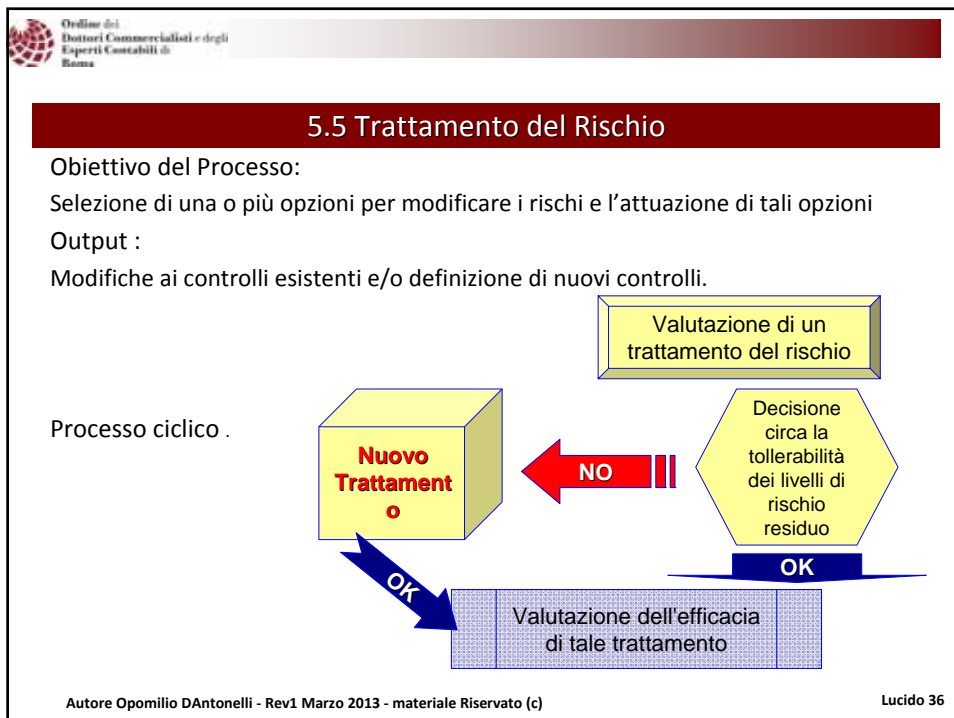 Ordine dei
Dottori Commercialisti e degli
Esperti Contabili di
Roma
5.5 Trattamento del Rischio
Obiettivo del Processo:
Selezione di una o più opzioni per modificare i rischi e l’attuazione di tali opzioni
Output :
Modifiche ai controlli esistenti e/o definizione di nuovi controlli.
Valutazione di un
trattamento del rischio
Processo ciclico .
Nuovo
Trattament
o
NO
Decisione
circa la
tollerabilità
dei livelli di
rischio
residuo
OK
OK
Valutazione dell'efficacia
di tale trattamento
Autore Opomilio DAntonelli - Rev1 Marzo 2013 - materiale Riservato (c)
Lucido 36